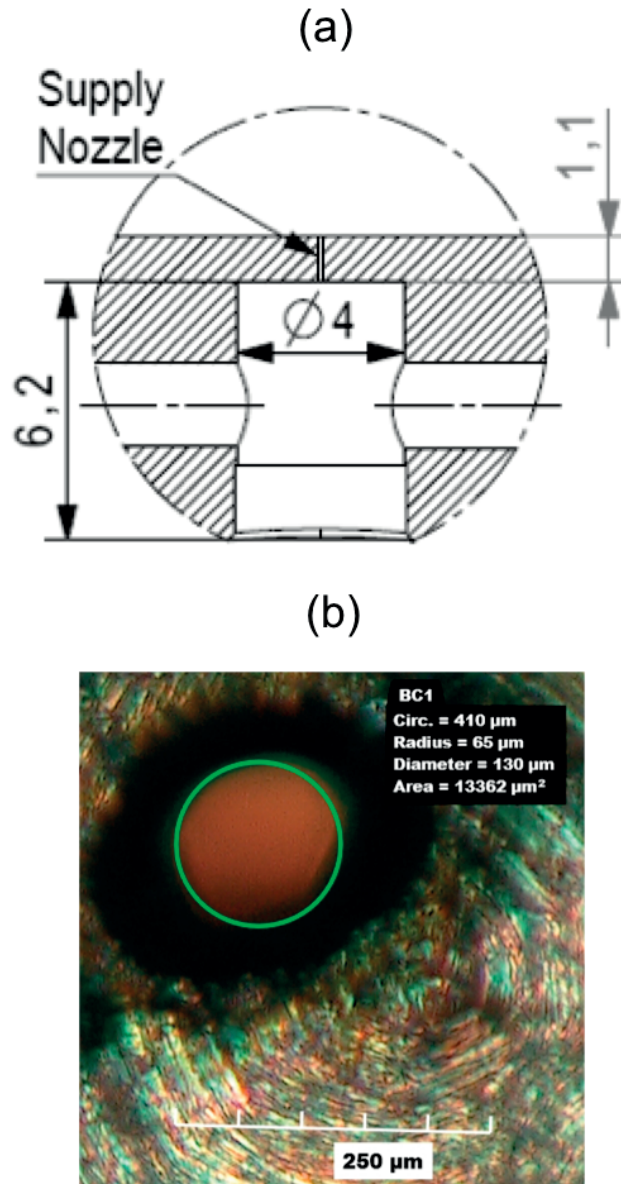 (a)
Supply
Nozzle
1,1
Ø4
6,2
(b)
BC1
Circ. = 410 µm
Radius = 65 µm
Diameter = 130 µm
Area = 13362 µm²
250 µm